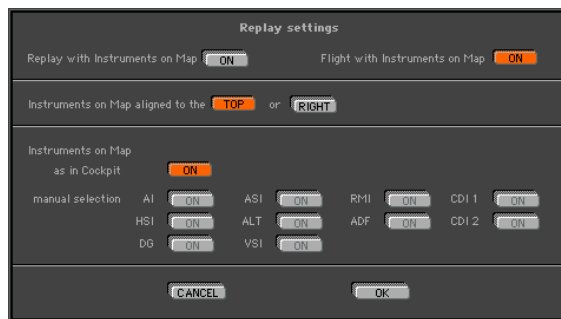 Replay settings
Replay with Instruments on Map ON Flight with Instruments on Map ON
Instruments on Map aligned to the TOP or RIGHT
Instruments on Map
as in Cockpit ON
manual selection AI ON ASI ON RMI ON CDI 1 ON
HSI ON ALT ON ADF ON CDI 2 ON
DG ON VSI ON
CANCEL OK